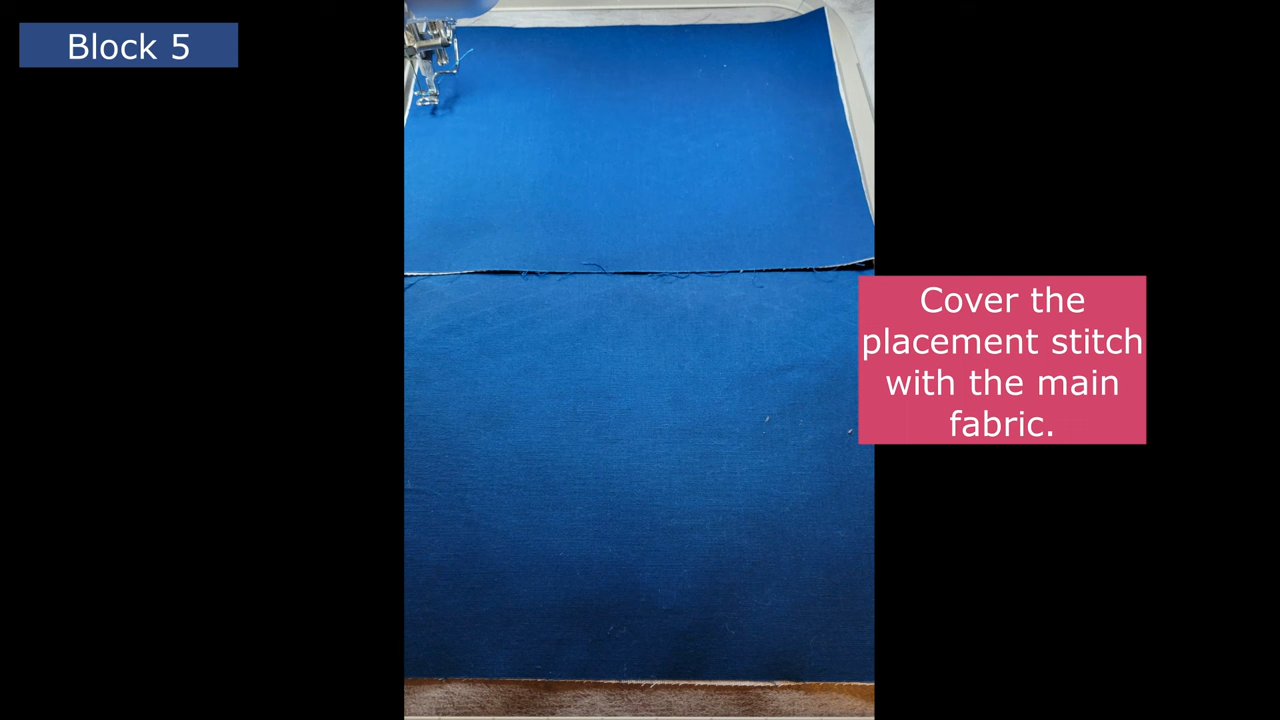 Block 5
Cover the
placement stitch
with the main
fabric.